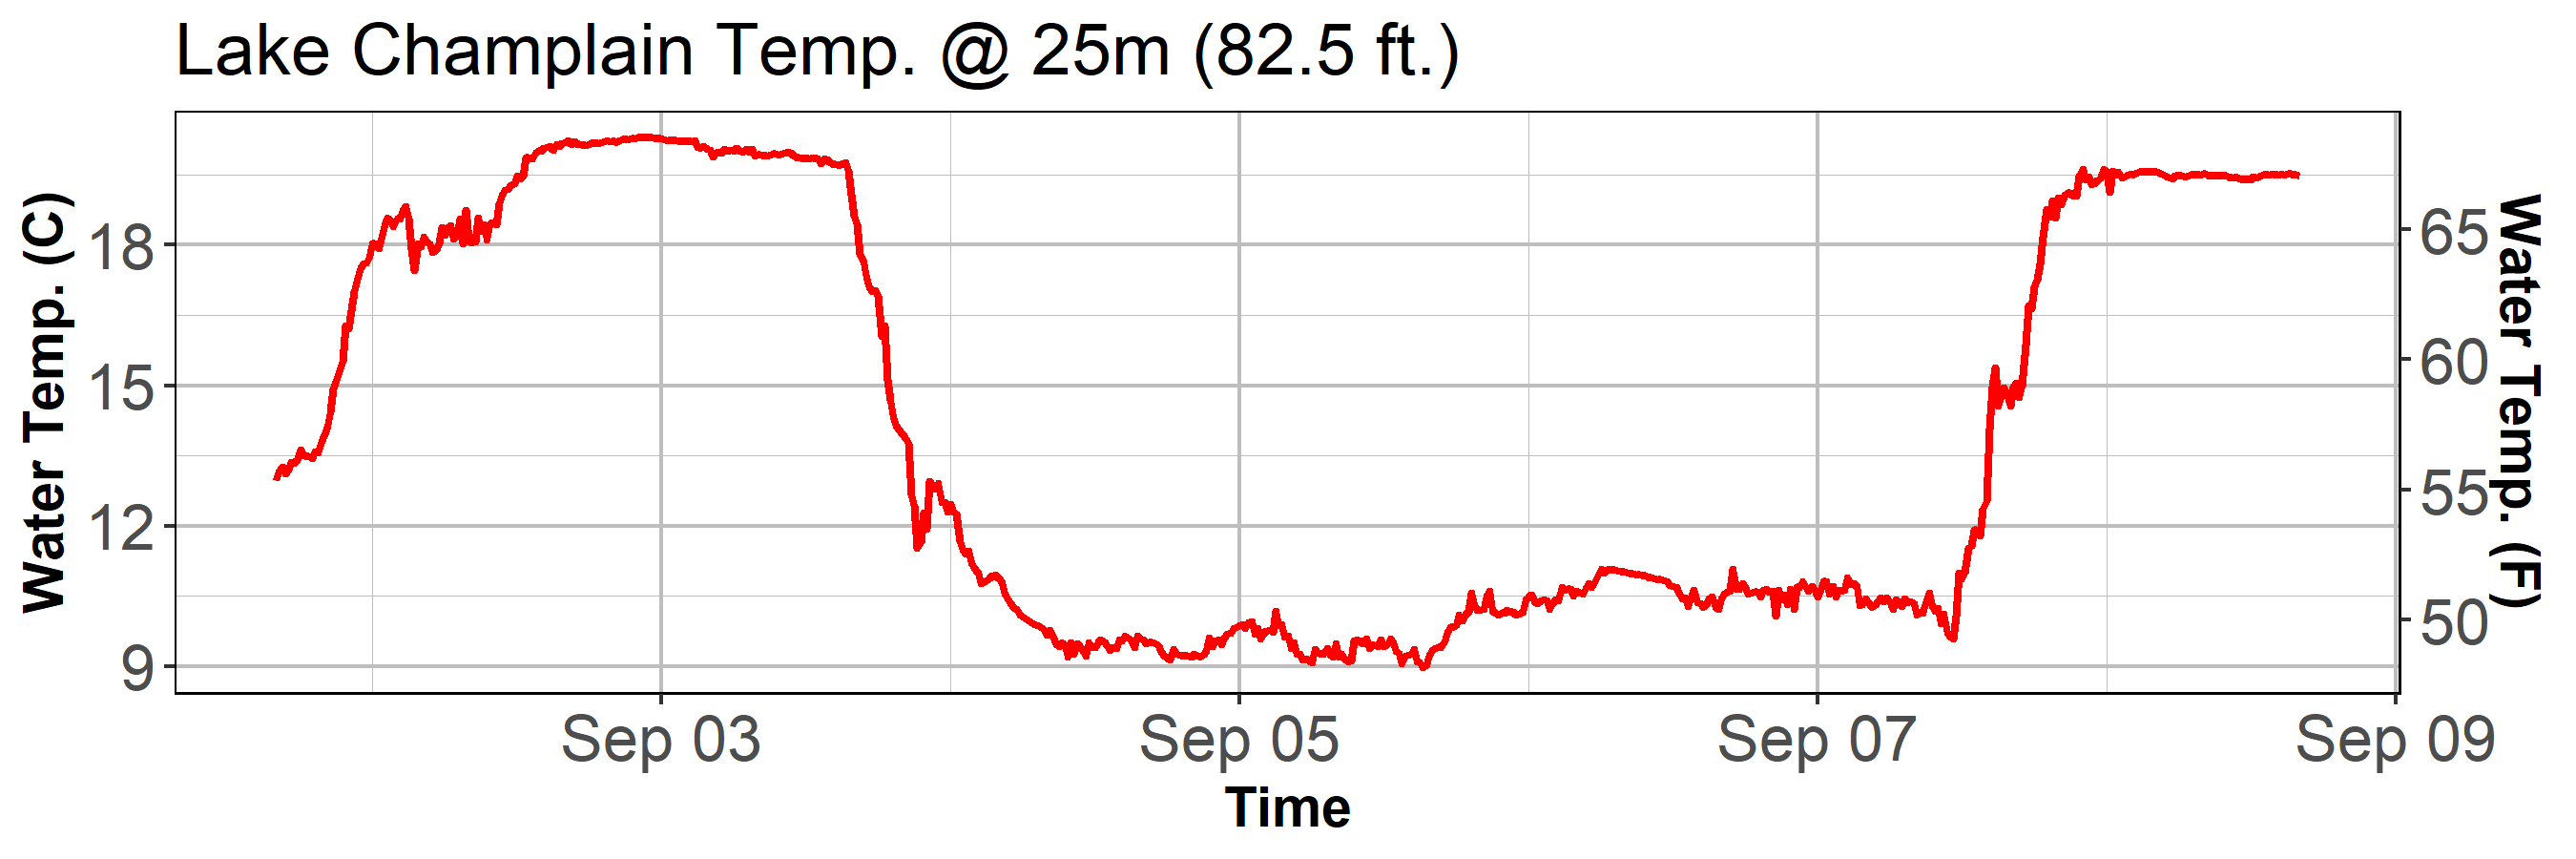 Lake Champlain Temp. @ 25m (82.5 ft.)
Water Temp. (C)
18
15
12
9
65
60
55
50
Water Temp. (F)
Sep 03 Sep 05 Sep 07 Sep 09
Time